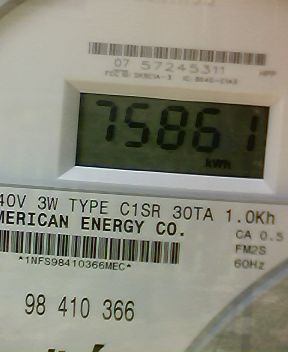 07 57245311
75861
kWh
40V 3W TYPE C1SR 30TA 1.0Kh
MERICAN ENERGY CO.
CA 0.5
FM2S
60Hz
*1NFS98410366MEC*
98 410 366